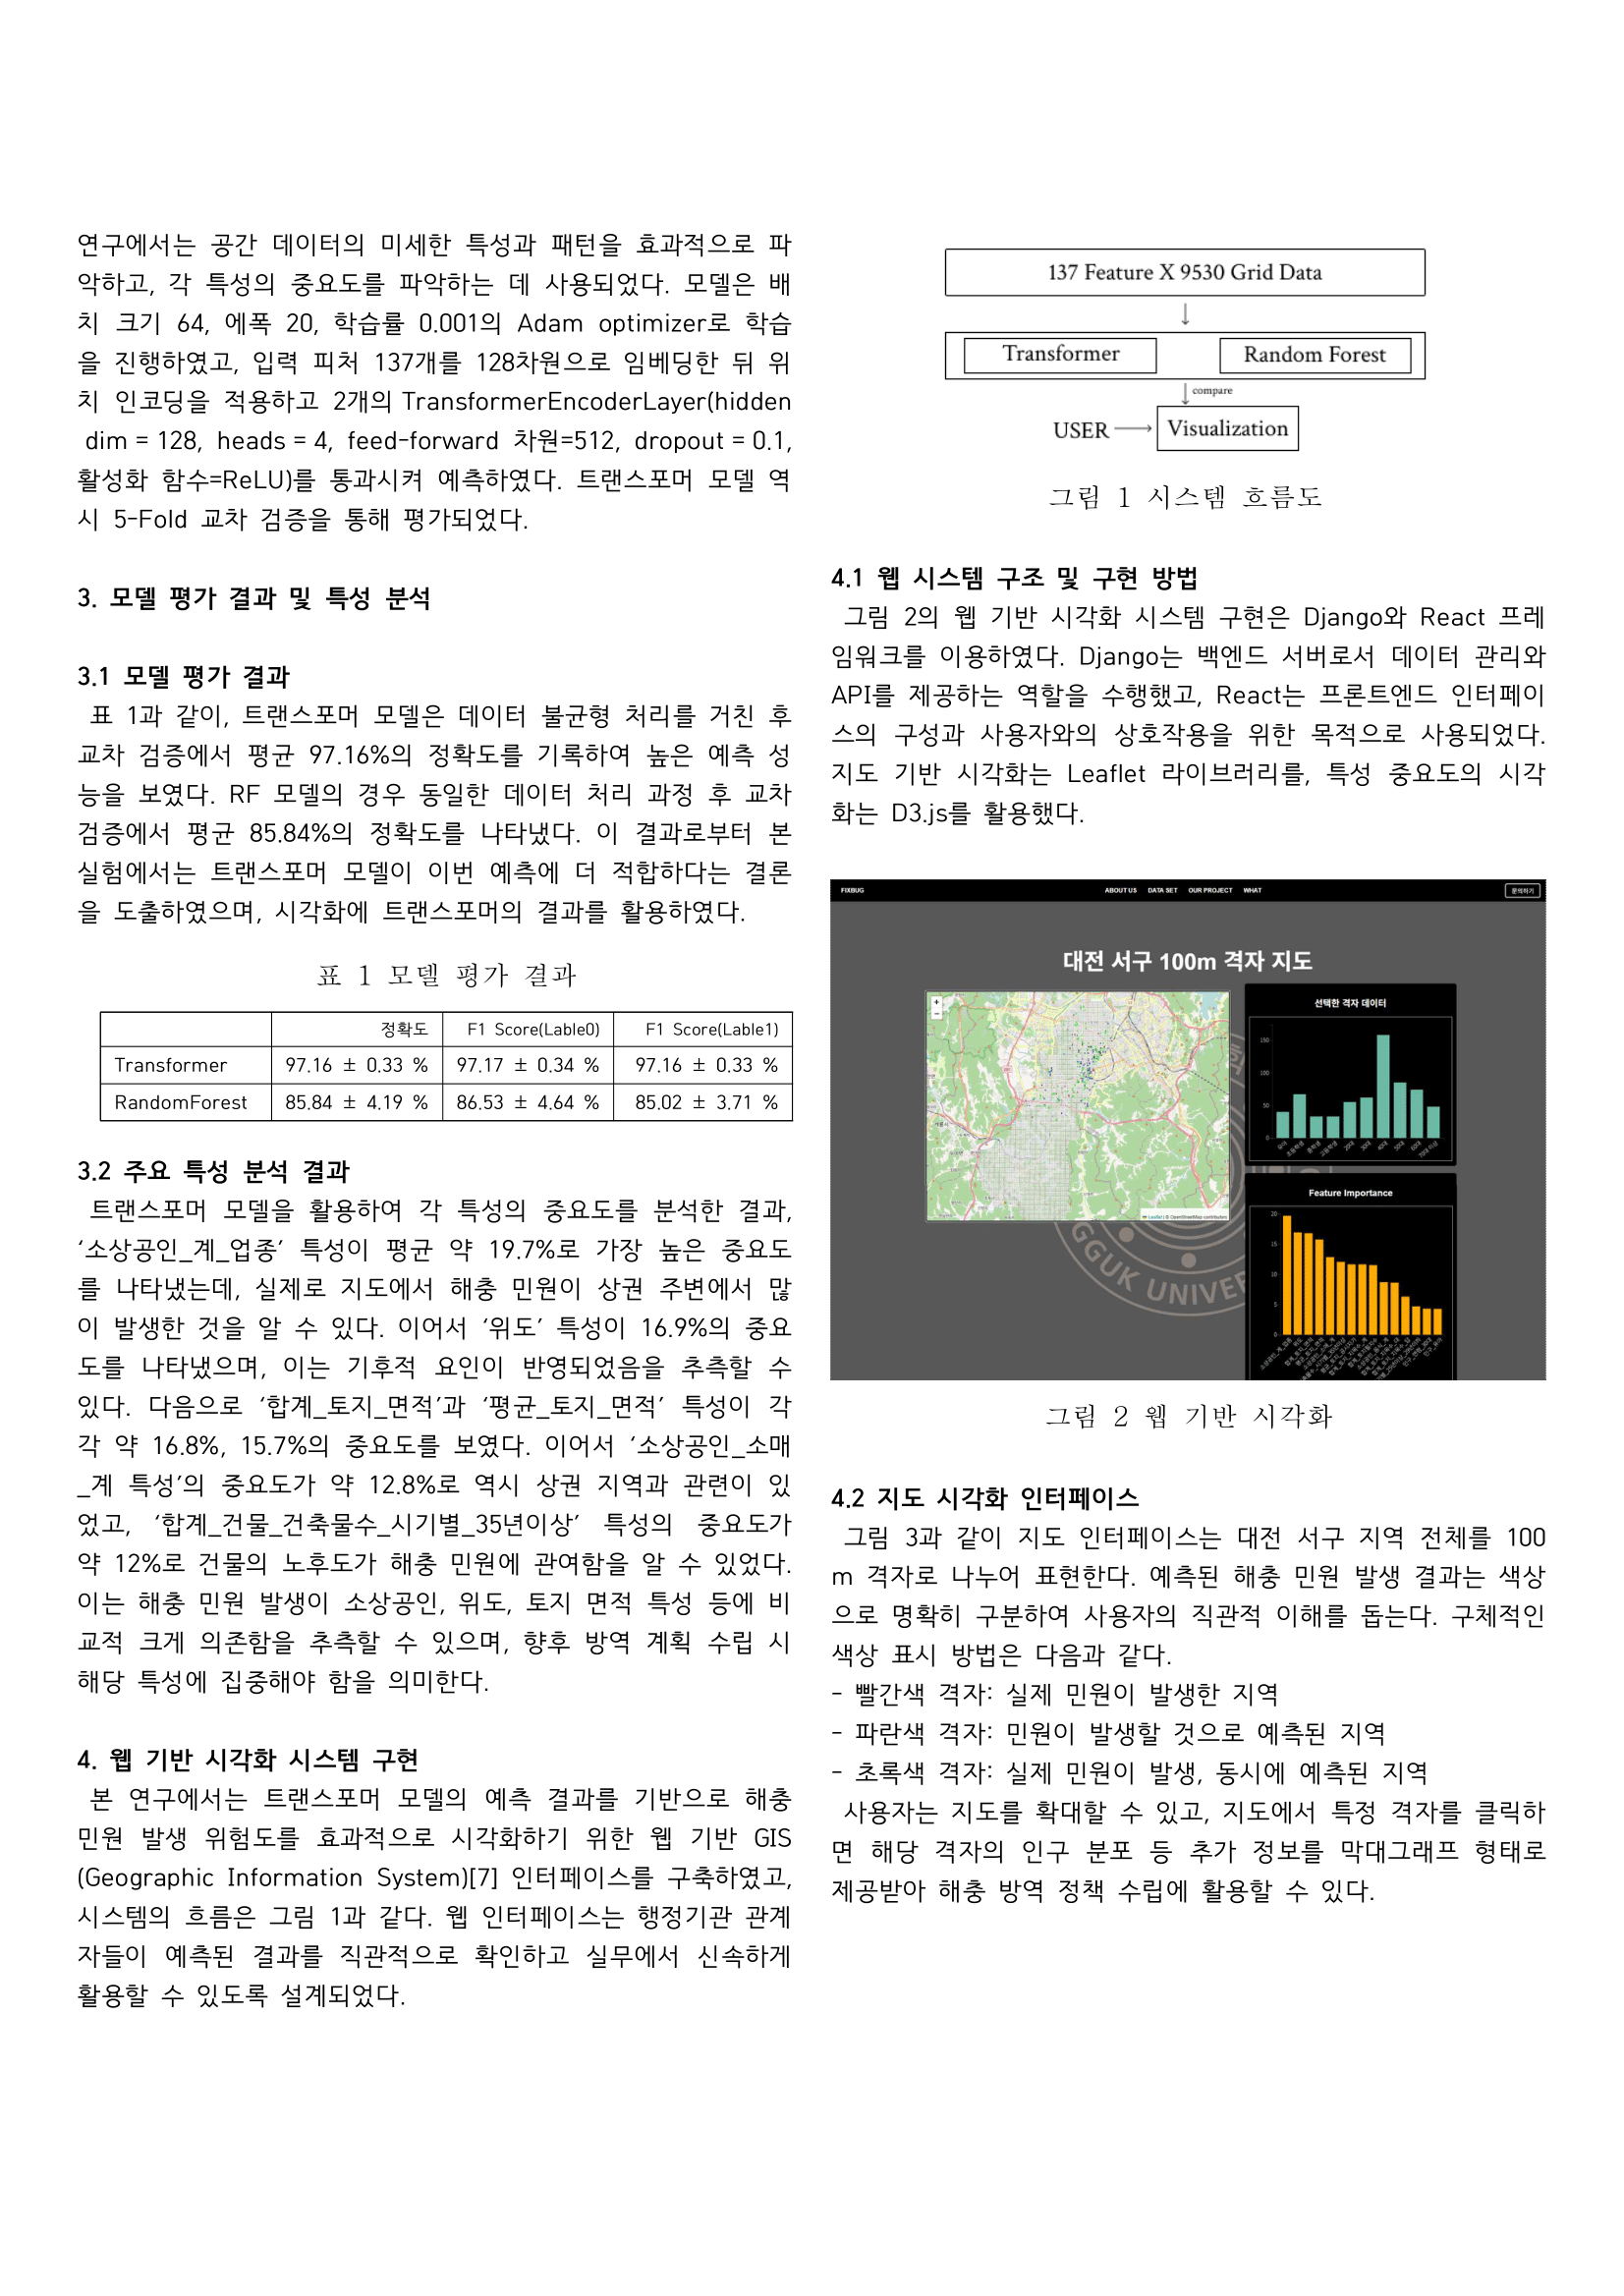 연구에서는 공간 데이터의 미세한 특성과 패턴을 효과적으로 파
악하고, 각 특성의 중요도를 파악하는 데 사용되었다. 모델은 배
치 크기 64, 에폭 20, 학습률 0.001의 Adam optimizer로 학습
을 진행하였고, 입력 피처 137개를 128차원으로 임베딩한 뒤 위
치 인코딩을 적용하고 2개의 TransformerEncoderLayer(hidden
dim = 128, heads = 4, feed-forward 차원=512, dropout = 0.1,
활성화 함수=ReLU)를 통과시켜 예측하였다. 트랜스포머 모델 역
시 5-Fold 교차 검증을 통해 평가되었다.
3. 모델 평가 결과 및 특성 분석
3.1 모델 평가 결과
표 1과 같이, 트랜스포머 모델은 데이터 불균형 처리를 거친 후
교차 검증에서 평균 97.16%의 정확도를 기록하여 높은 예측 성
능을 보였다. RF 모델의 경우 동일한 데이터 처리 과정 후 교차
검증에서 평균 85.84%의 정확도를 나타냈다. 이 결과로부터 본
실험에서는 트랜스포머 모델이 이번 예측에 더 적합하다는 결론
을 도출하였으며, 시각화에 트랜스포머의 결과를 활용하였다.
표 1 모델 평가 결과
정확도 F1 Score(Lable0) F1 Score(Lable1)
Transformer 97.16 ± 0.33 % 97.17 ± 0.34 % 97.16 ± 0.33 %
RandomForest 85.84 ± 4.19 % 86.53 ± 4.64 % 85.02 ± 3.71 %
3.2 주요 특성 분석 결과
트랜스포머 모델을 활용하여 각 특성의 중요도를 분석한 결과,
‘소상공인_계_업종’ 특성이 평균 약 19.7%로 가장 높은 중요도
를 나타냈는데, 실제로 지도에서 해충 민원이 상권 주변에서 많
이 발생한 것을 알 수 있다. 이어서 ‘위도’ 특성이 16.9%의 중요
도를 나타냈으며, 이는 기후적 요인이 반영되었음을 추측할 수
있다. 다음으로 ‘합계_토지_면적’과 ‘평균_토지_면적’ 특성이 각
각 약 16.8%, 15.7%의 중요도를 보였다. 이어서 ‘소상공인_소매
_계 특성’의 중요도가 약 12.8%로 역시 상권 지역과 관련이 있
었고, ‘합계_건물_건축물수_시기별_35년이상’ 특성의 중요도가
약 12%로 건물의 노후도가 해충 민원에 관여함을 알 수 있었다.
이는 해충 민원 발생이 소상공인, 위도, 토지 면적 특성 등에 비
교적 크게 의존함을 추측할 수 있으며, 향후 방역 계획 수립 시
해당 특성에 집중해야 함을 의미한다.
4. 웹 기반 시각화 시스템 구현
본 연구에서는 트랜스포머 모델의 예측 결과를 기반으로 해충
민원 발생 위험도를 효과적으로 시각화하기 위한 웹 기반 GIS
(Geographic Information System)[7] 인터페이스를 구축하였고,
시스템의 흐름은 그림 1과 같다. 웹 인터페이스는 행정기관 관계
자들이 예측된 결과를 직관적으로 확인하고 실무에서 신속하게
활용할 수 있도록 설계되었다.
137 Feature X 9530 Grid Data
Transformer Random Forest
compare
USER Visualization
그림 1 시스템 흐름도
4.1 웹 시스템 구조 및 구현 방법
그림 2의 웹 기반 시각화 시스템 구현은 Django와 React 프레
임워크를 이용하였다. Django는 백엔드 서버로서 데이터 관리와
API를 제공하는 역할을 수행했고, React는 프론트엔드 인터페이
스의 구성과 사용자와의 상호작용을 위한 목적으로 사용되었다.
지도 기반 시각화는 Leaflet 라이브러리를, 특성 중요도의 시각
화는 D3.js를 활용했다.
FIXBUG ABOUT US DATA SET OUR PROJECT WHAT 문의하기
대전 서구 100m 격자 지도
선택한 격자 데이터
150
100
50
0
Feature Importance
20
15
10
5
0
Leaflet | © OpenStreetMap contributors
GGUK UNIVER
그림 2 웹 기반 시각화
4.2 지도 시각화 인터페이스
그림 3과 같이 지도 인터페이스는 대전 서구 지역 전체를 100
m 격자로 나누어 표현한다. 예측된 해충 민원 발생 결과는 색상
으로 명확히 구분하여 사용자의 직관적 이해를 돕는다. 구체적인
색상 표시 방법은 다음과 같다.
- 빨간색 격자: 실제 민원이 발생한 지역
- 파란색 격자: 민원이 발생할 것으로 예측된 지역
- 초록색 격자: 실제 민원이 발생, 동시에 예측된 지역
사용자는 지도를 확대할 수 있고, 지도에서 특정 격자를 클릭하
면 해당 격자의 인구 분포 등 추가 정보를 막대그래프 형태로
제공받아 해충 방역 정책 수립에 활용할 수 있다.